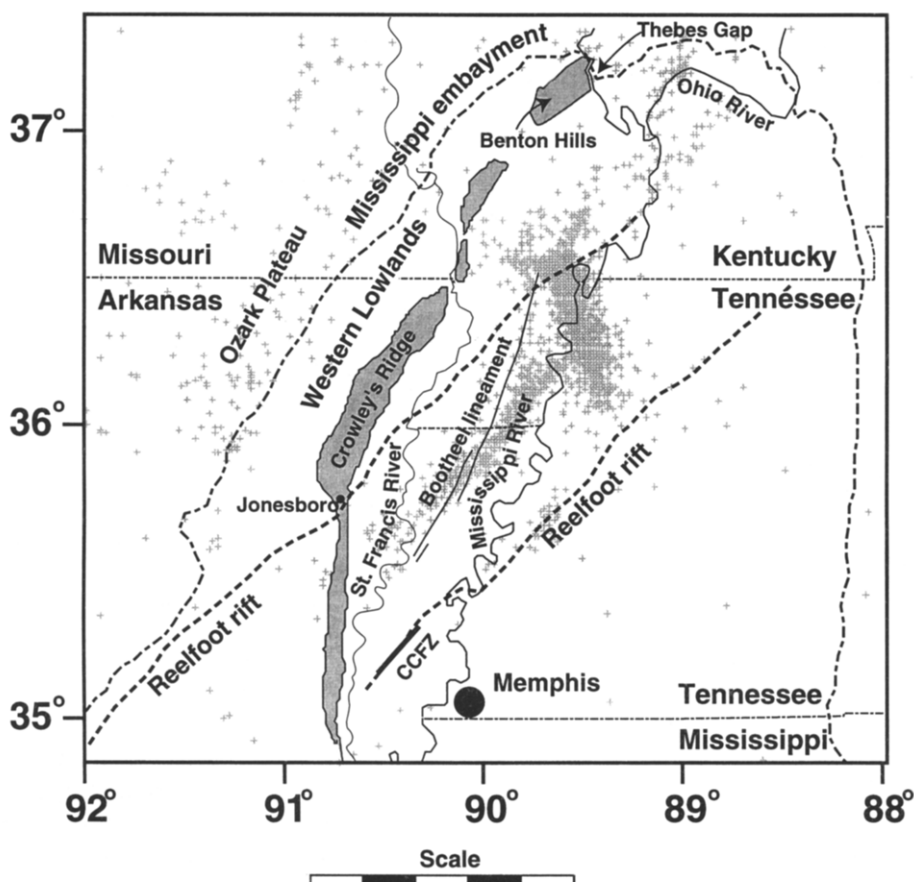 Thebes Gap
Mississippi embayment
Ohio River
37°
Benton Hills
Ozark Plateau
Western Lowlands
Missouri
Kentucky
Arkansas
Tennessee
36°
Crowley's Ridge
Bootheel lineament
Mississippi River
St. Francis River
Reelfoot rift
Jonesboro
Reelfoot rift
CCFZ
Memphis
35°
Tennessee
Mississippi
92° 91° 90° 89° 88°
Scale